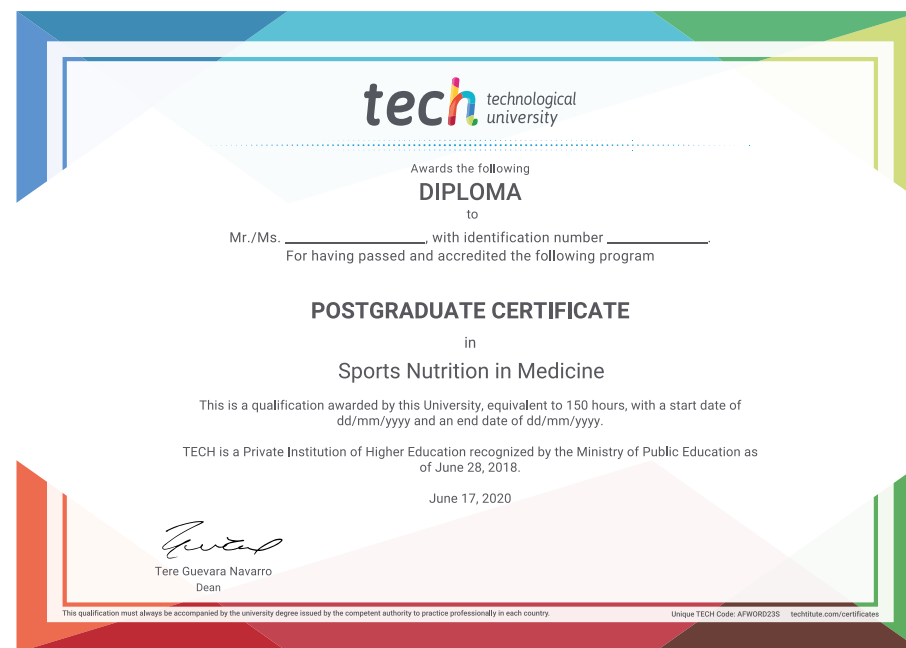 tech technological
university
Awards the following
DIPLOMA
to
Mr./Ms. ____________________, with identification number ______________.
For having passed and accredited the following program
POSTGRADUATE CERTIFICATE
in
Sports Nutrition in Medicine
This is a qualification awarded by this University, equivalent to 150 hours, with a start date of
dd/mm/yyyy and an end date of dd/mm/yyyy.
TECH is a Private Institution of Higher Education recognized by the Ministry of Public Education as
of June 28, 2018.
June 17, 2020
Tere Guevara Navarro
Dean
This qualification must always be accompanied by the university degree issued by the competent authority to practice professionally in each country.
Unique TECH Code: AFWORD23S techtitute.com/certificates